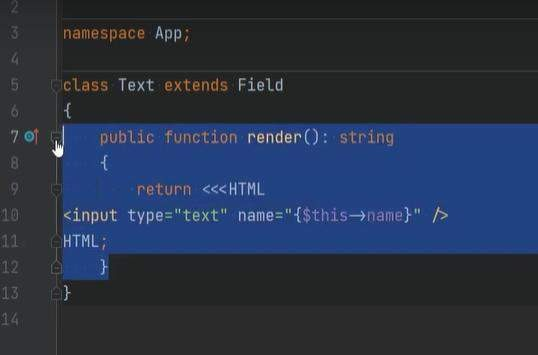 2
3 namespace App;
4
5 class Text extends Field
6 {
7 public function render(): string
8 {
9 return <<<HTML
10 <input type="text" name="{$this->name}" />
11 HTML;
12 }
13 }
14